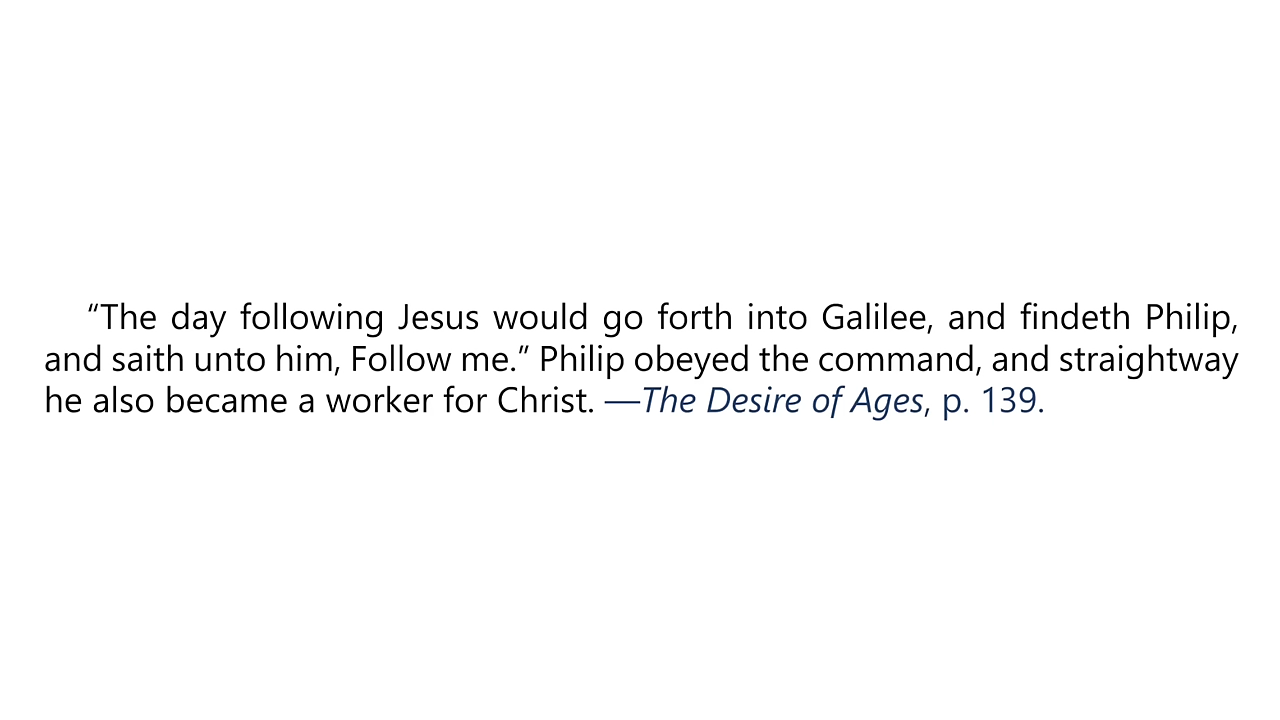 “The day following Jesus would go forth into Galilee, and findeth Philip,
and saith unto him, Follow me.” Philip obeyed the command, and straightway
he also became a worker for Christ. —The Desire of Ages, p. 139.